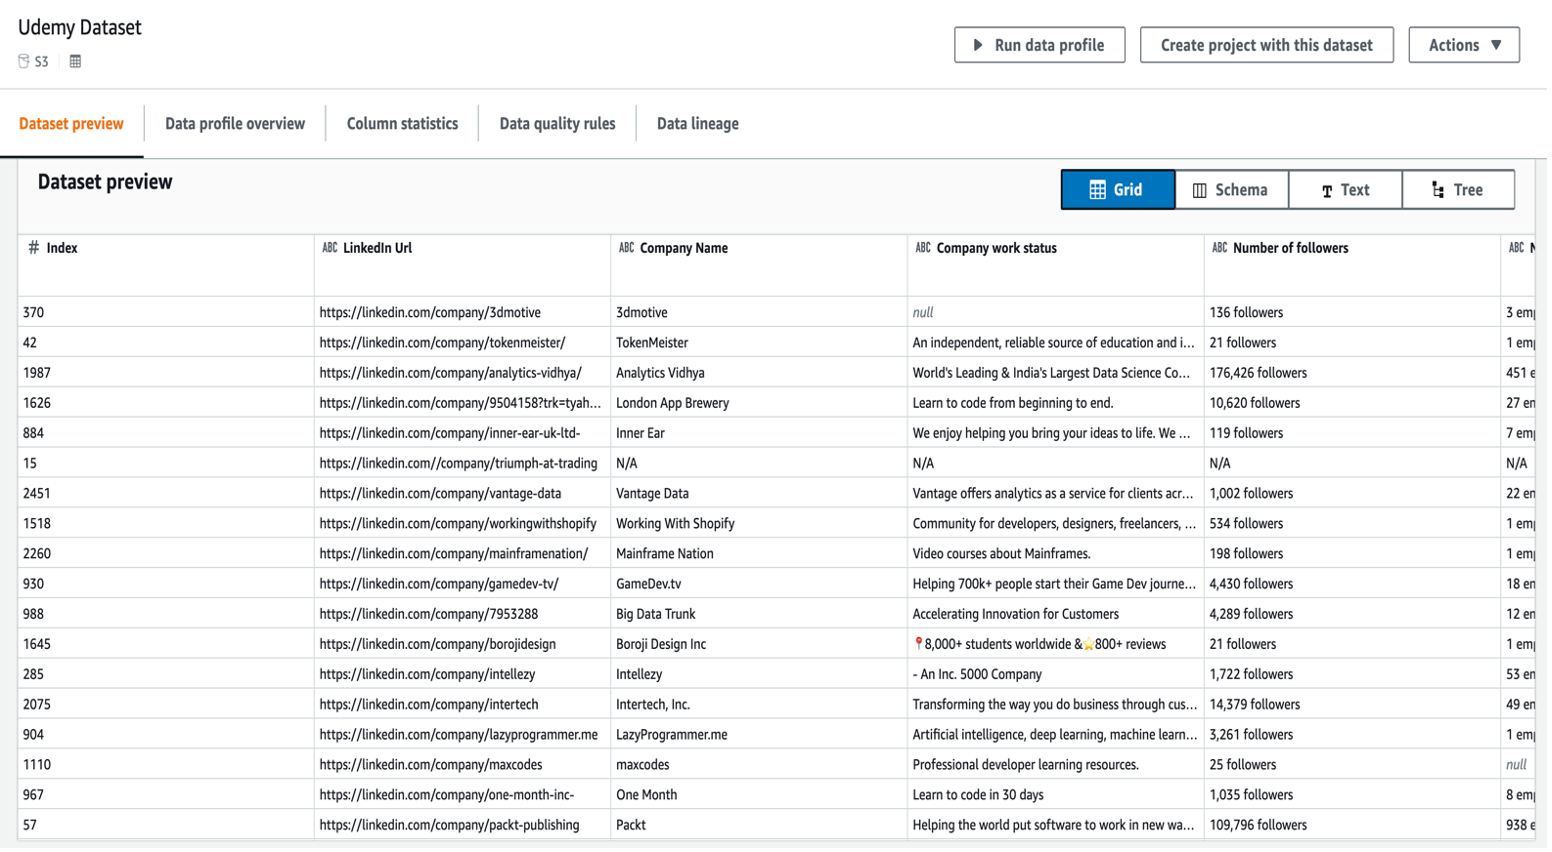 Udemy Dataset
S3
Run data profile
Create project with this dataset
Actions
Dataset preview
Data profile overview
Column statistics
Data quality rules
Data lineage
Dataset preview
Grid
Schema
Text
Tree
# Index ABC LinkedIn Url ABC Company Name ABC Company work status ABC Number of followers ABC N
370 https://linkedin.com/company/3dmotive 3dmotive null 136 followers 3 emp
42 https://linkedin.com/company/tokenmeister/ TokenMeister An independent, reliable source of education and i... 21 followers 1 emp
1987 https://linkedin.com/company/analytics-vidhya/ Analytics Vidhya World's Leading & India's Largest Data Science Co... 176,426 followers 451 e
1626 https://linkedin.com/company/9504158?trk=tyah... London App Brewery Learn to code from beginning to end. 10,620 followers 27 en
884 https://linkedin.com/company/inner-ear-uk-ltd- Inner Ear We enjoy helping you bring your ideas to life. We ... 119 followers 7 emp
15 https://linkedin.com//company/triumph-at-trading N/A N/A N/A N/A
2451 https://linkedin.com/company/vantage-data Vantage Data Vantage offers analytics as a service for clients acr... 1,002 followers 22 en
1518 https://linkedin.com/company/workingwithshopify Working With Shopify Community for developers, designers, freelancers, ... 534 followers 1 emp
2260 https://linkedin.com/company/mainframenation/ Mainframe Nation Video courses about Mainframes. 198 followers 1 emp
930 https://linkedin.com/company/gamedev-tv/ GameDev.tv Helping 700k+ people start their Game Dev journe... 4,430 followers 18 en
988 https://linkedin.com/company/7953288 Big Data Trunk Accelerating Innovation for Customers 4,289 followers 12 en
1645 https://linkedin.com/company/borojidesign Boroji Design Inc 📍8,000+ students worldwide &⭐800+ reviews 21 followers 1 emp
285 https://linkedin.com/company/intellezy Intellezy - An Inc. 5000 Company 1,722 followers 53 en
2075 https://linkedin.com/company/intertech Intertech, Inc. Transforming the way you do business through cus... 14,379 followers 49 en
904 https://linkedin.com/company/lazyprogrammer.me LazyProgrammer.me Artificial intelligence, deep learning, machine learn... 3,261 followers 1 emp
1110 https://linkedin.com/company/maxcodes maxcodes Professional developer learning resources. 25 followers null
967 https://linkedin.com/company/one-month-inc- One Month Learn to code in 30 days 1,035 followers 8 emp
57 https://linkedin.com/company/packt-publishing Packt Helping the world put software to work in new wa... 109,796 followers 938 e